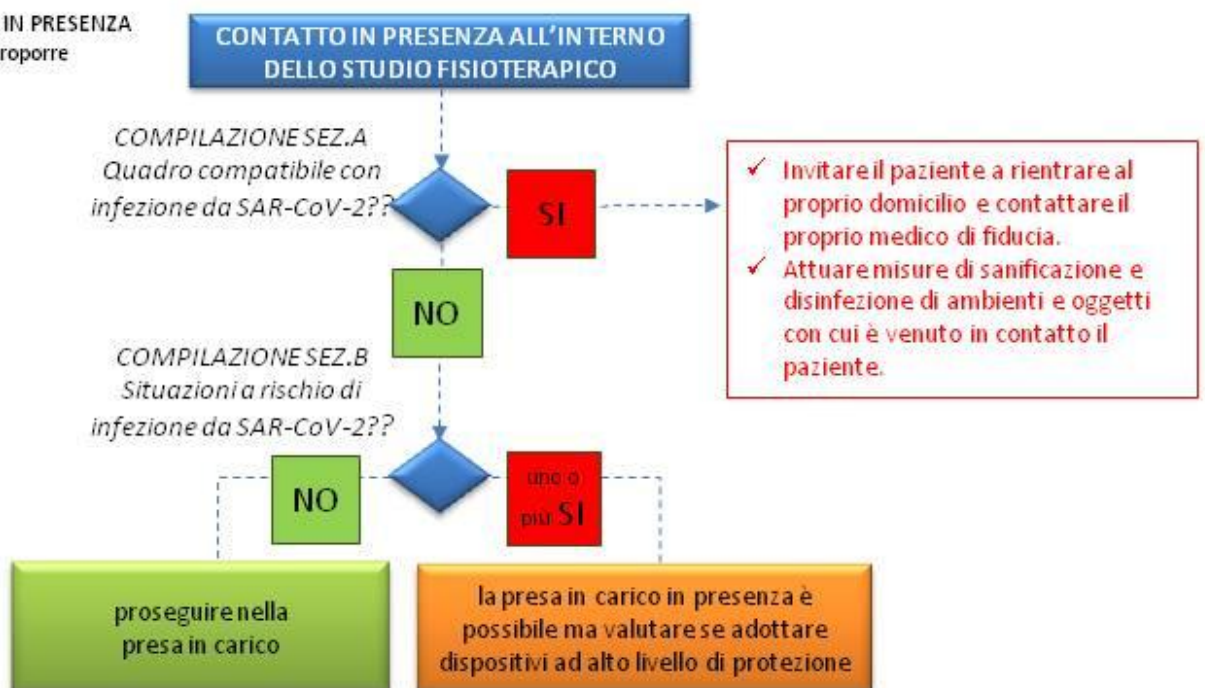 IN PRESENZA
roporre
CONTATTO IN PRESENZA ALL'INTERNO
DELLO STUDIO FISIOTERAPICO
COMPILAZIONE SEZ.A
Quadro compatibile con
infezione da SAR-CoV-2??
SI
✓ Invitare il paziente a rientrare al
proprio domicilio e contattare il
proprio medico di fiducia.
✓ Attuare misure di sanificazione e
disinfezione di ambienti e oggetti
con cui è venuto in contatto il
paziente.
NO
COMPILAZIONE SEZ.B
Situazioni a rischio di
infezione da SAR-CoV-2??
NO
uno o
più SI
proseguire nella
presa in carico
la presa in carico in presenza è
possibile ma valutare se adottare
dispositivi ad alto livello di protezione